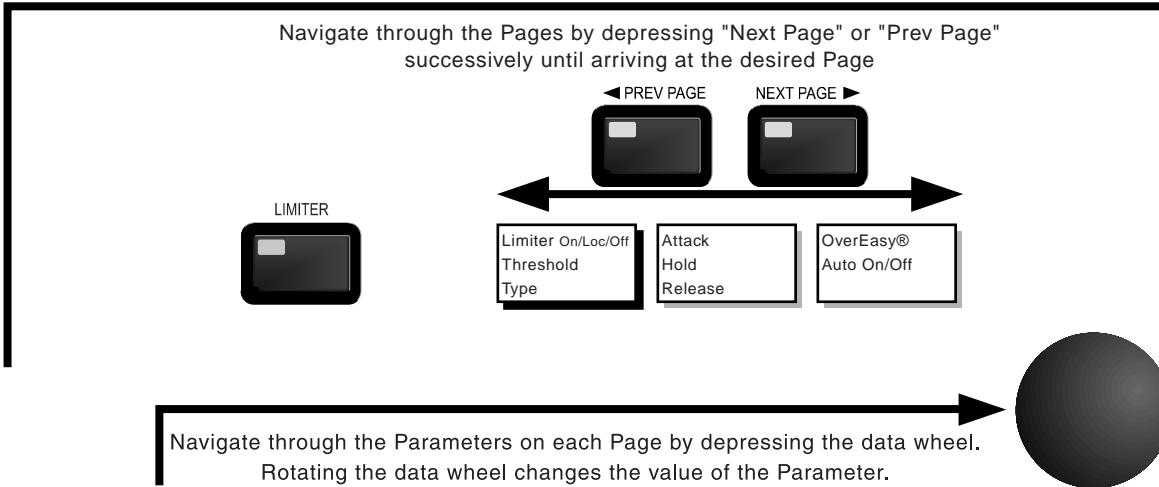 Navigate through the Pages by depressing "Next Page" or "Prev Page"
successively until arriving at the desired Page
◄ PREV PAGE
NEXT PAGE ►
LIMITER
Limiter On/Loc/Off
Threshold
Type
Attack
Hold
Release
OverEasy®
Auto On/Off
Navigate through the Parameters on each Page by depressing the data wheel.
Rotating the data wheel changes the value of the Parameter.